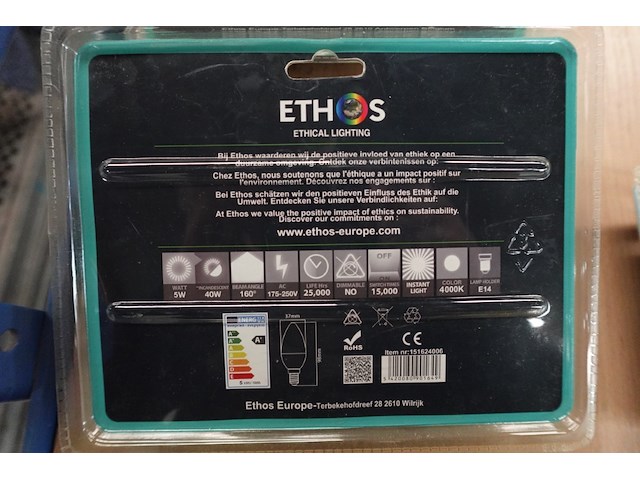 ETHOS
ETHICAL LIGHTING
Bij Ethos waarderen wij de positieve invloed van ethiek op een
duurzame omgeving. Ontdek onze verbintenissen op:
Chez Ethos, nous soutenons que l'éthique a un impact positif sur
l'environnement. Découvrez nos engagements sur:
Bei Ethos schätzen wir den positiven Einfluss des Ethik auf die
Umwelt. Entdecken Sie unsere Verbindlichkeiten auf:
At Ethos we value the positive impact of ethics on sustainability.
Discover our commitments on :
www.ethos-europe.com
OFF
ON
WATT "INCANDESCENT" BEAM ANGLE AC LIFE Hrs DIMMABLE SWITCH TIMES INSTANT LIGHT COLOR LAMP HOLDER
5W 40W 160° 175-250V 25,000 NO 15,000 4000K E14
37mm
A+
RoHS
CE
Item nr:151624006
Ethos Europe-Terbekehofdreef 28 2610 Wilrijk